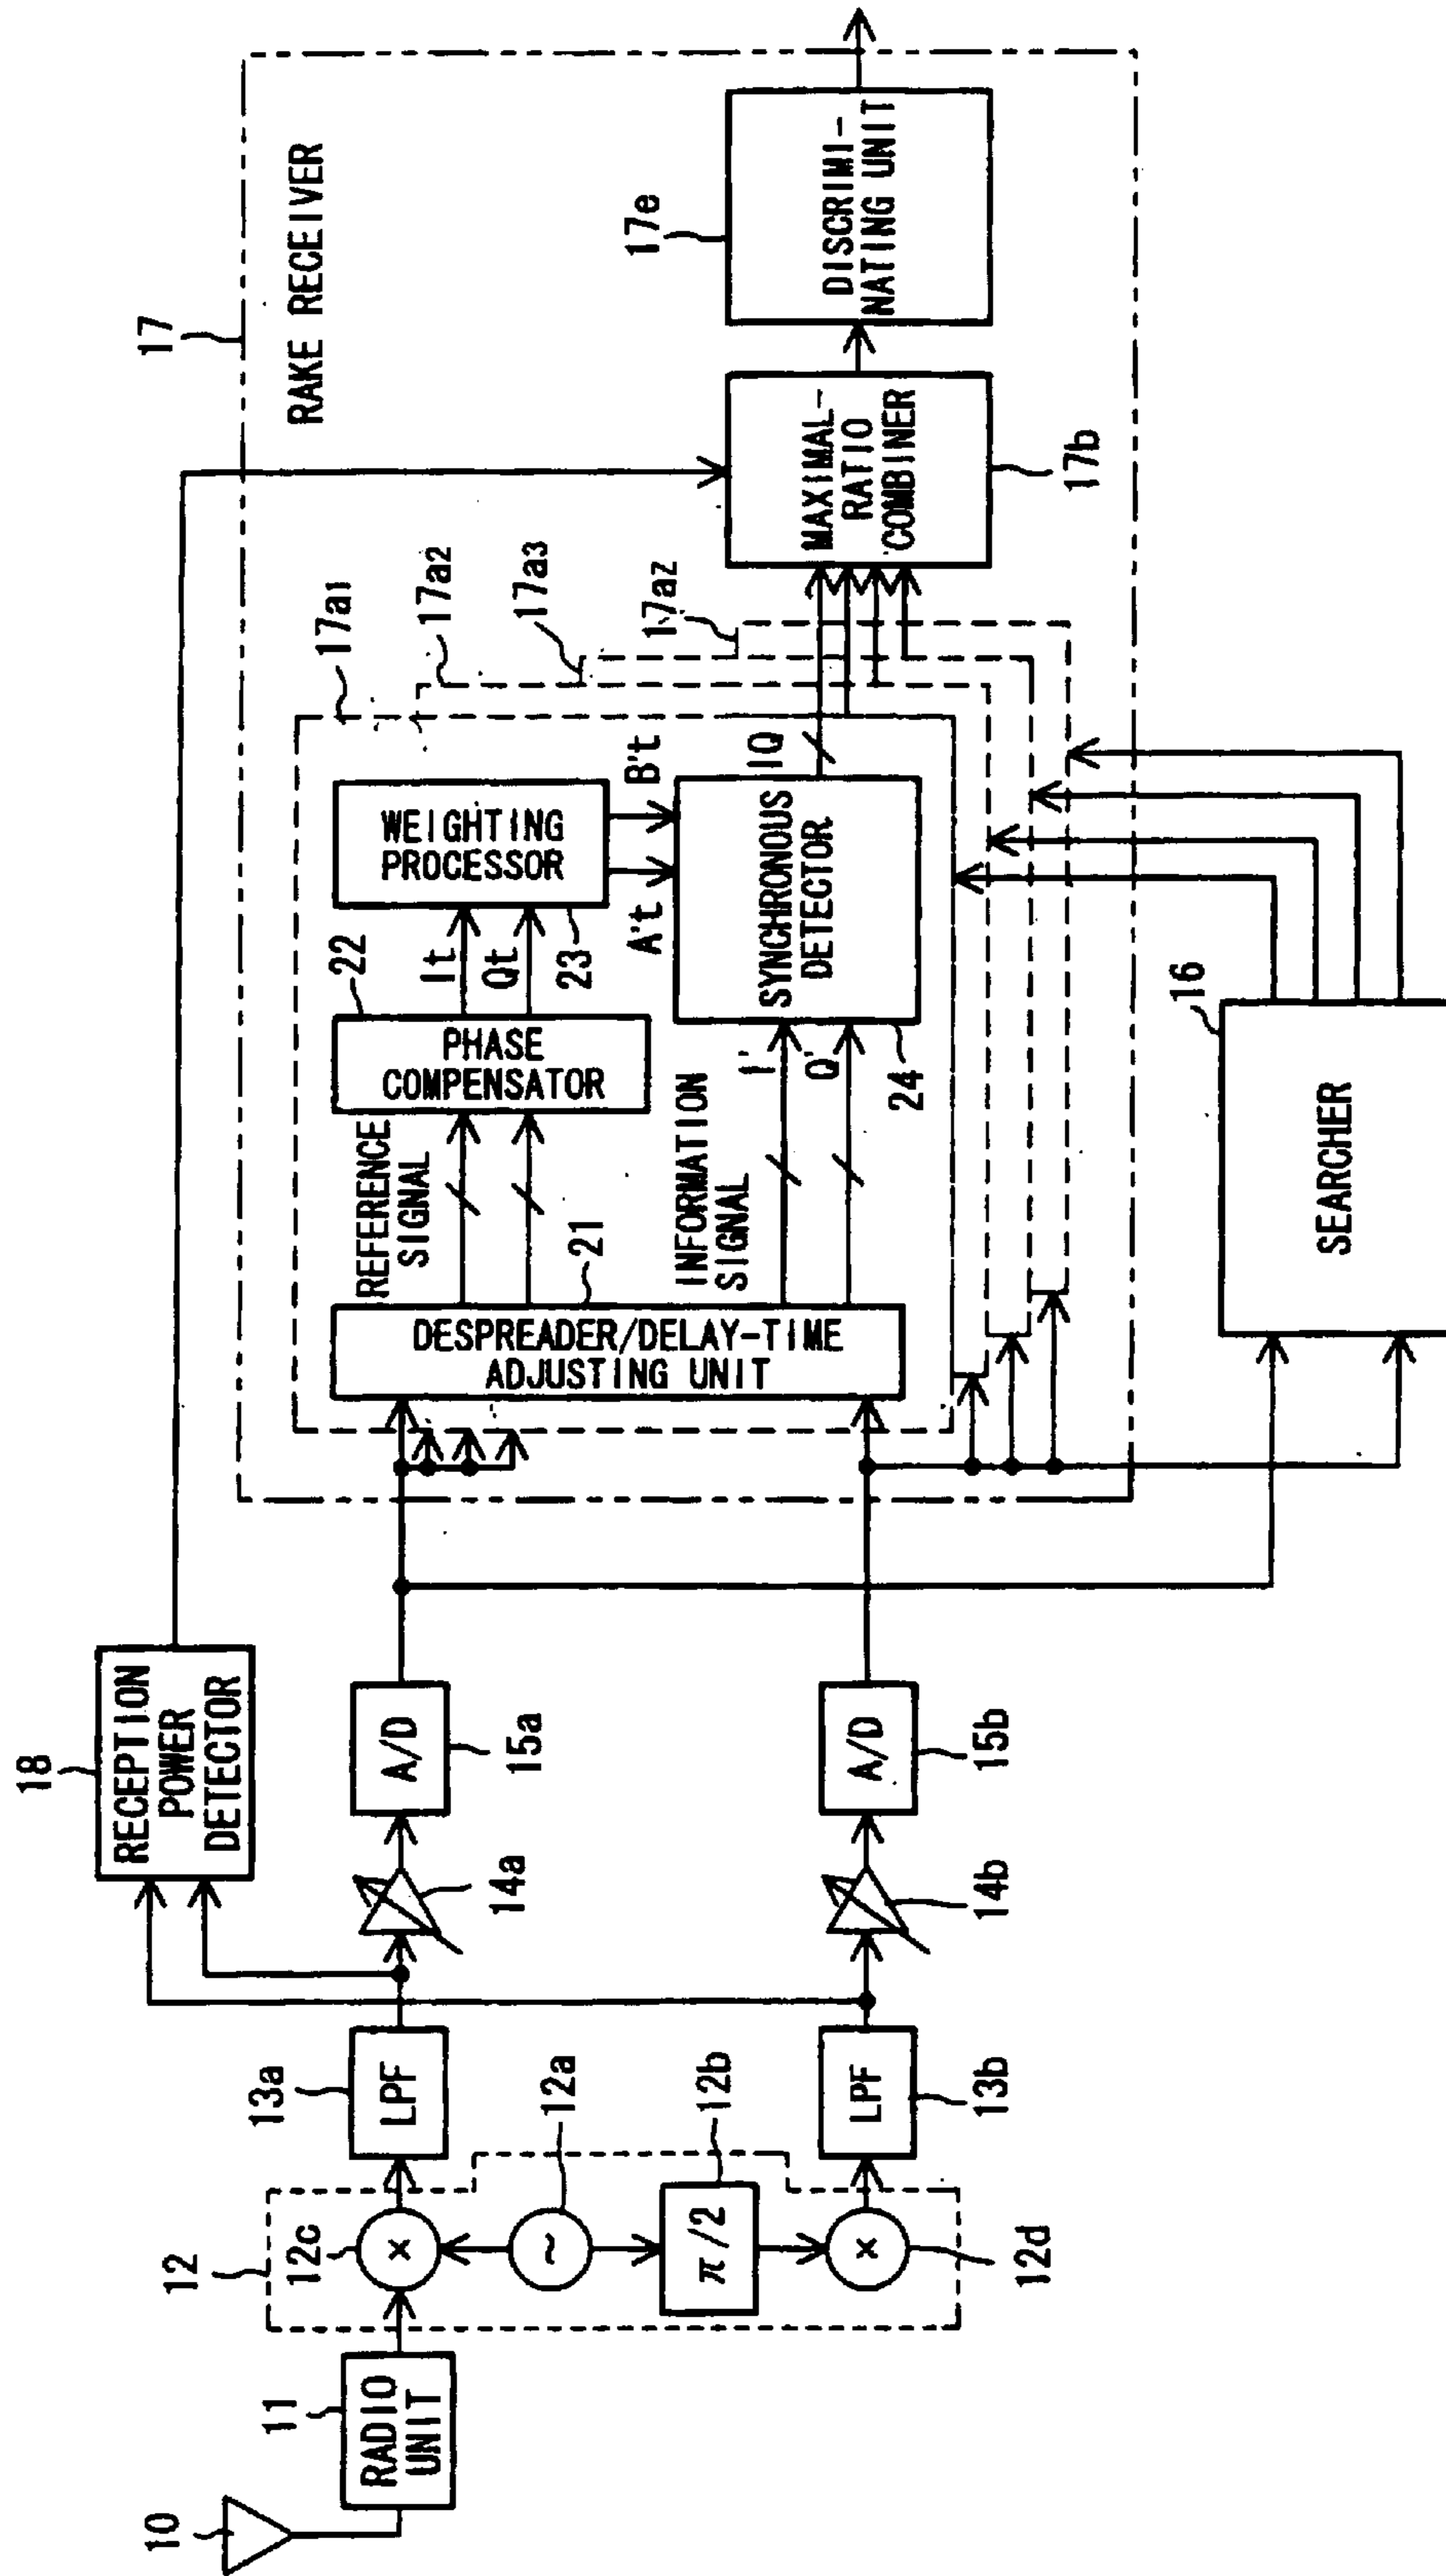 10
11
RADIO
UNIT
12
12c
×
~
12a
π/2
12b
×
12d
13a
LPF
LPF
13b
18
RECEPTION
POWER
DETECTOR
14a
14b
A/D
15a
A/D
15b
17
RAKE RECEIVER
DESPREADER/DELAY-TIME
ADJUSTING UNIT
21
REFERENCE
SIGNAL
INFORMATION
SIGNAL
PHASE
COMPENSATOR
22
It
Qt
WEIGHTING
PROCESSOR
23
A't
B't
I'
Q'
SYNCHRONOUS
DETECTOR
24
IQ
17a1
17a2
17a3
17aZ
MAXIMAL-
RATIO
COMBINER
17b
DISCRIMI-
NATING UNIT
17e
SEARCHER
16